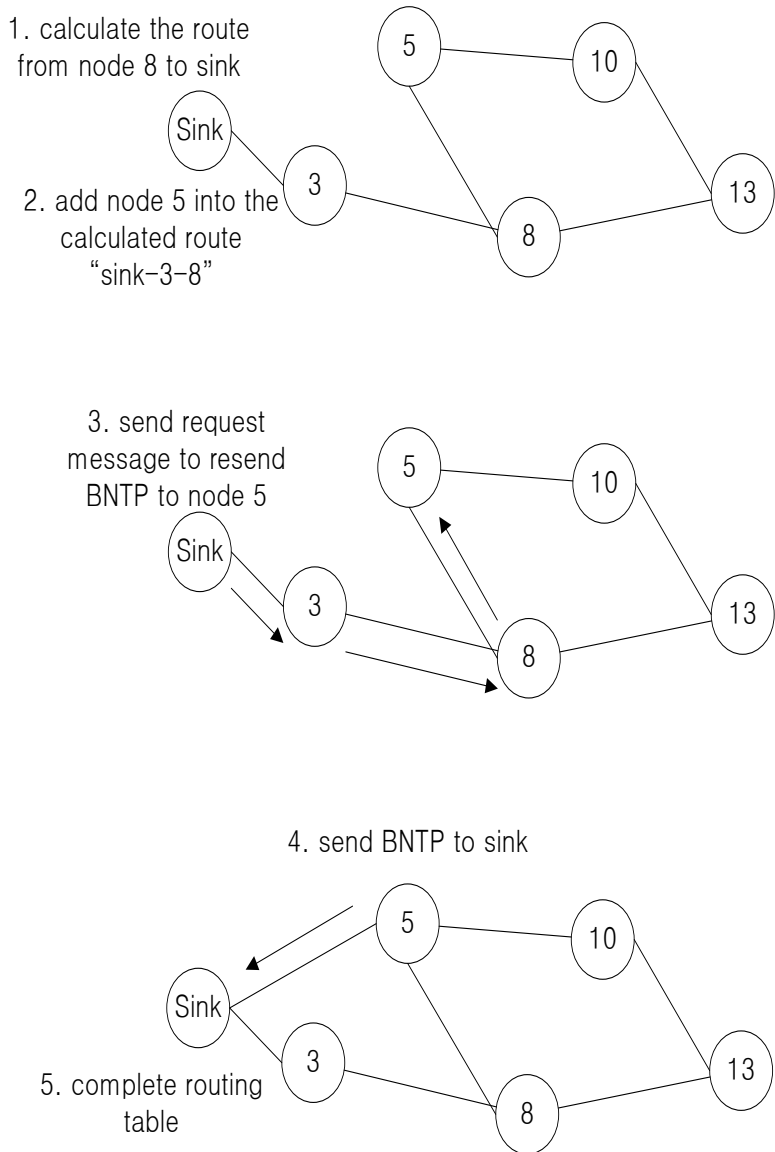 1. calculate the route
from node 8 to sink
5
10
Sink
3
13
2. add node 5 into the
calculated route
“sink-3-8”
8
3. send request
message to resend
BNTP to node 5
5
10
Sink
3
13
8
4. send BNTP to sink
5
10
Sink
3
13
5. complete routing
table
8